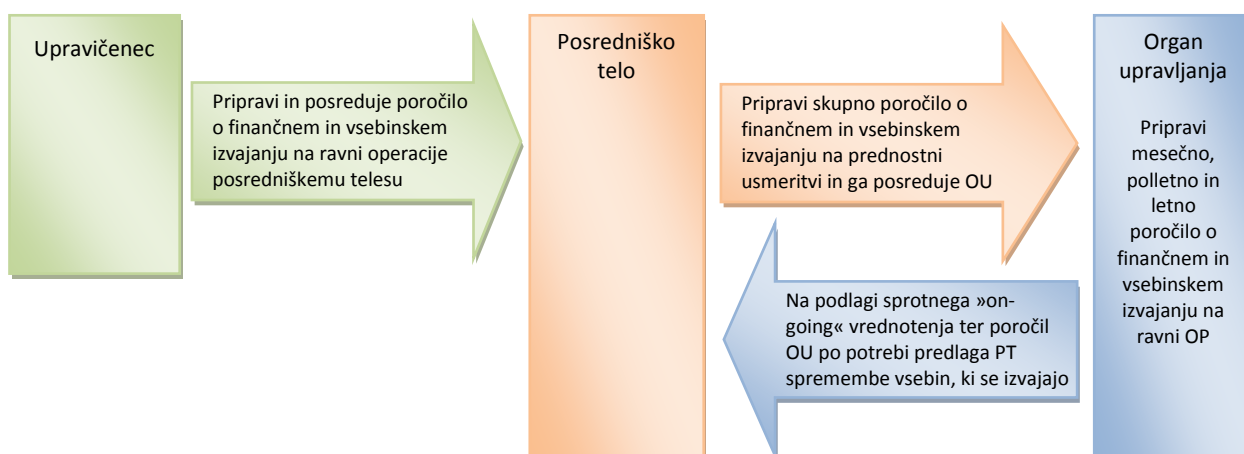 Upravičenec
Pripravi in posreduje poročilo
o finančnem in vsebinskem
izvajanju na ravni operacije
posredniškemu telesu
Posredniško
telo
Pripravi skupno poročilo o
finančnem in vsebinskem
izvajanju na prednostni
usmeritvi in ga posreduje OU
Na podlagi sprotnega »on-
going« vrednotenja ter poročil
OU po potrebi predlaga PT
spremembe vsebin, ki se izvajajo
Organ
upravljanja
Pripravi
mesečno,
polletno in
letno
poročilo o
finančnem in
vsebinskem
izvajanju na
ravni OP